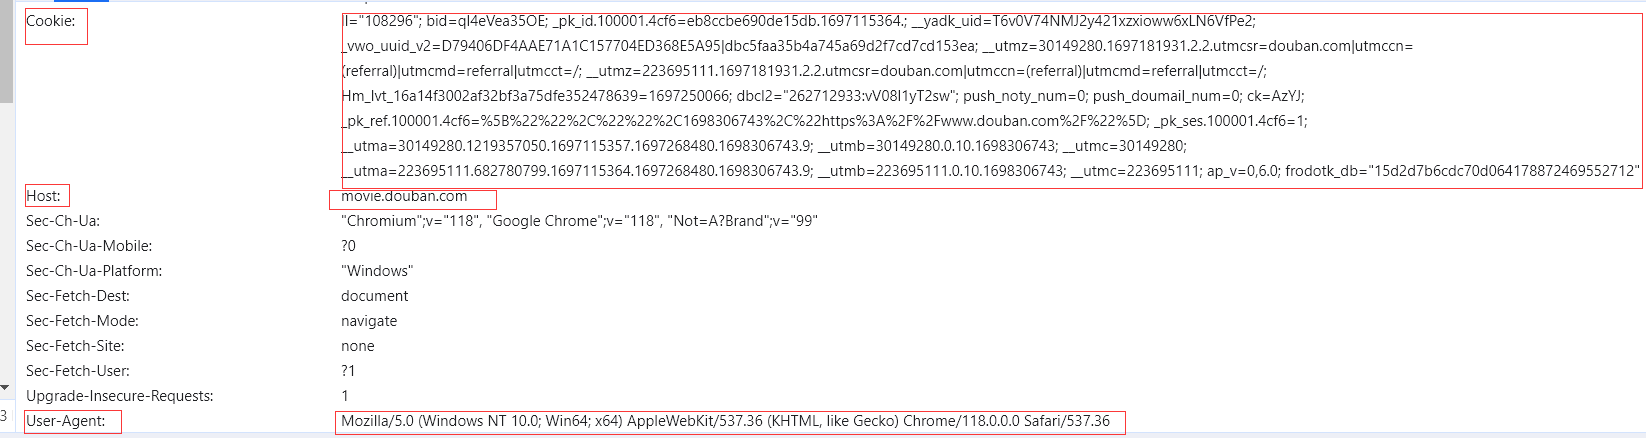 Cookie: ll="108296"; bid=qI4eVea35OE; _pk_id.100001.4cf6=eb8ccbe690de15db.1697115364.; __yadk_uid=T6v0V74NMJ2y421xzxioww6xLN6VfPe2;
_vwo_uuid_v2=D79406DF4AAE71A1C157704ED368E5A95|dbc5faa35b4a745a69d2f7cd7cd153ea; __utmz=30149280.1697181931.2.2.utmcsr=douban.com|utmccn=
(referral)|utmcmd=referral|utmcct=/; __utmz=223695111.1697181931.2.2.utmcsr=douban.com|utmccn=(referral)|utmcmd=referral|utmcct=/;
Hm_lvt_16a14f3002af32bf3a75dfe352478639=1697250066; dbcl2="262712933:vV08I1yT2sw"; push_noty_num=0; push_doumail_num=0; ck=AzYJ;
_pk_ref.100001.4cf6=%5B%22%22%2C%22%22%2C1698306743%2C%22https%3A%2F%2Fwww.douban.com%2F%22%5D; _pk_ses.100001.4cf6=1;
__utma=30149280.1219357050.1697115357.1697268480.1698306743.9; __utmb=30149280.0.10.1698306743; __utmc=30149280;
__utma=223695111.682780799.1697115364.1697268480.1698306743.9; __utmb=223695111.0.10.1698306743; __utmc=223695111; ap_v=0,6.0; frodotk_db="15d2d7b6cdc70d064178872469552712"
Host: movie.douban.com
Sec-Ch-Ua: "Chromium";v="118", "Google Chrome";v="118", "Not=A?Brand";v="99"
Sec-Ch-Ua-Mobile: ?0
Sec-Ch-Ua-Platform: "Windows"
Sec-Fetch-Dest: document
Sec-Fetch-Mode: navigate
Sec-Fetch-Site: none
Sec-Fetch-User: ?1
Upgrade-Insecure-Requests: 1
3
User-Agent: Mozilla/5.0 (Windows NT 10.0; Win64; x64) AppleWebKit/537.36 (KHTML, like Gecko) Chrome/118.0.0.0 Safari/537.36